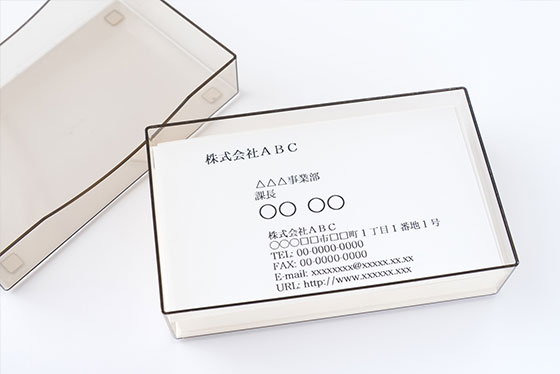 株式会社ＡＢＣ
△△△事業部
課長
○○ ○○
株式会社ＡＢＣ
○○○□□市□□町１丁目１番地１号
TEL: 00-0000-0000
FAX: 00-0000-0000
E-mail: xxxxxxxx@xxxxx.xx.xx
URL: http://www.xxxxxx.xxx